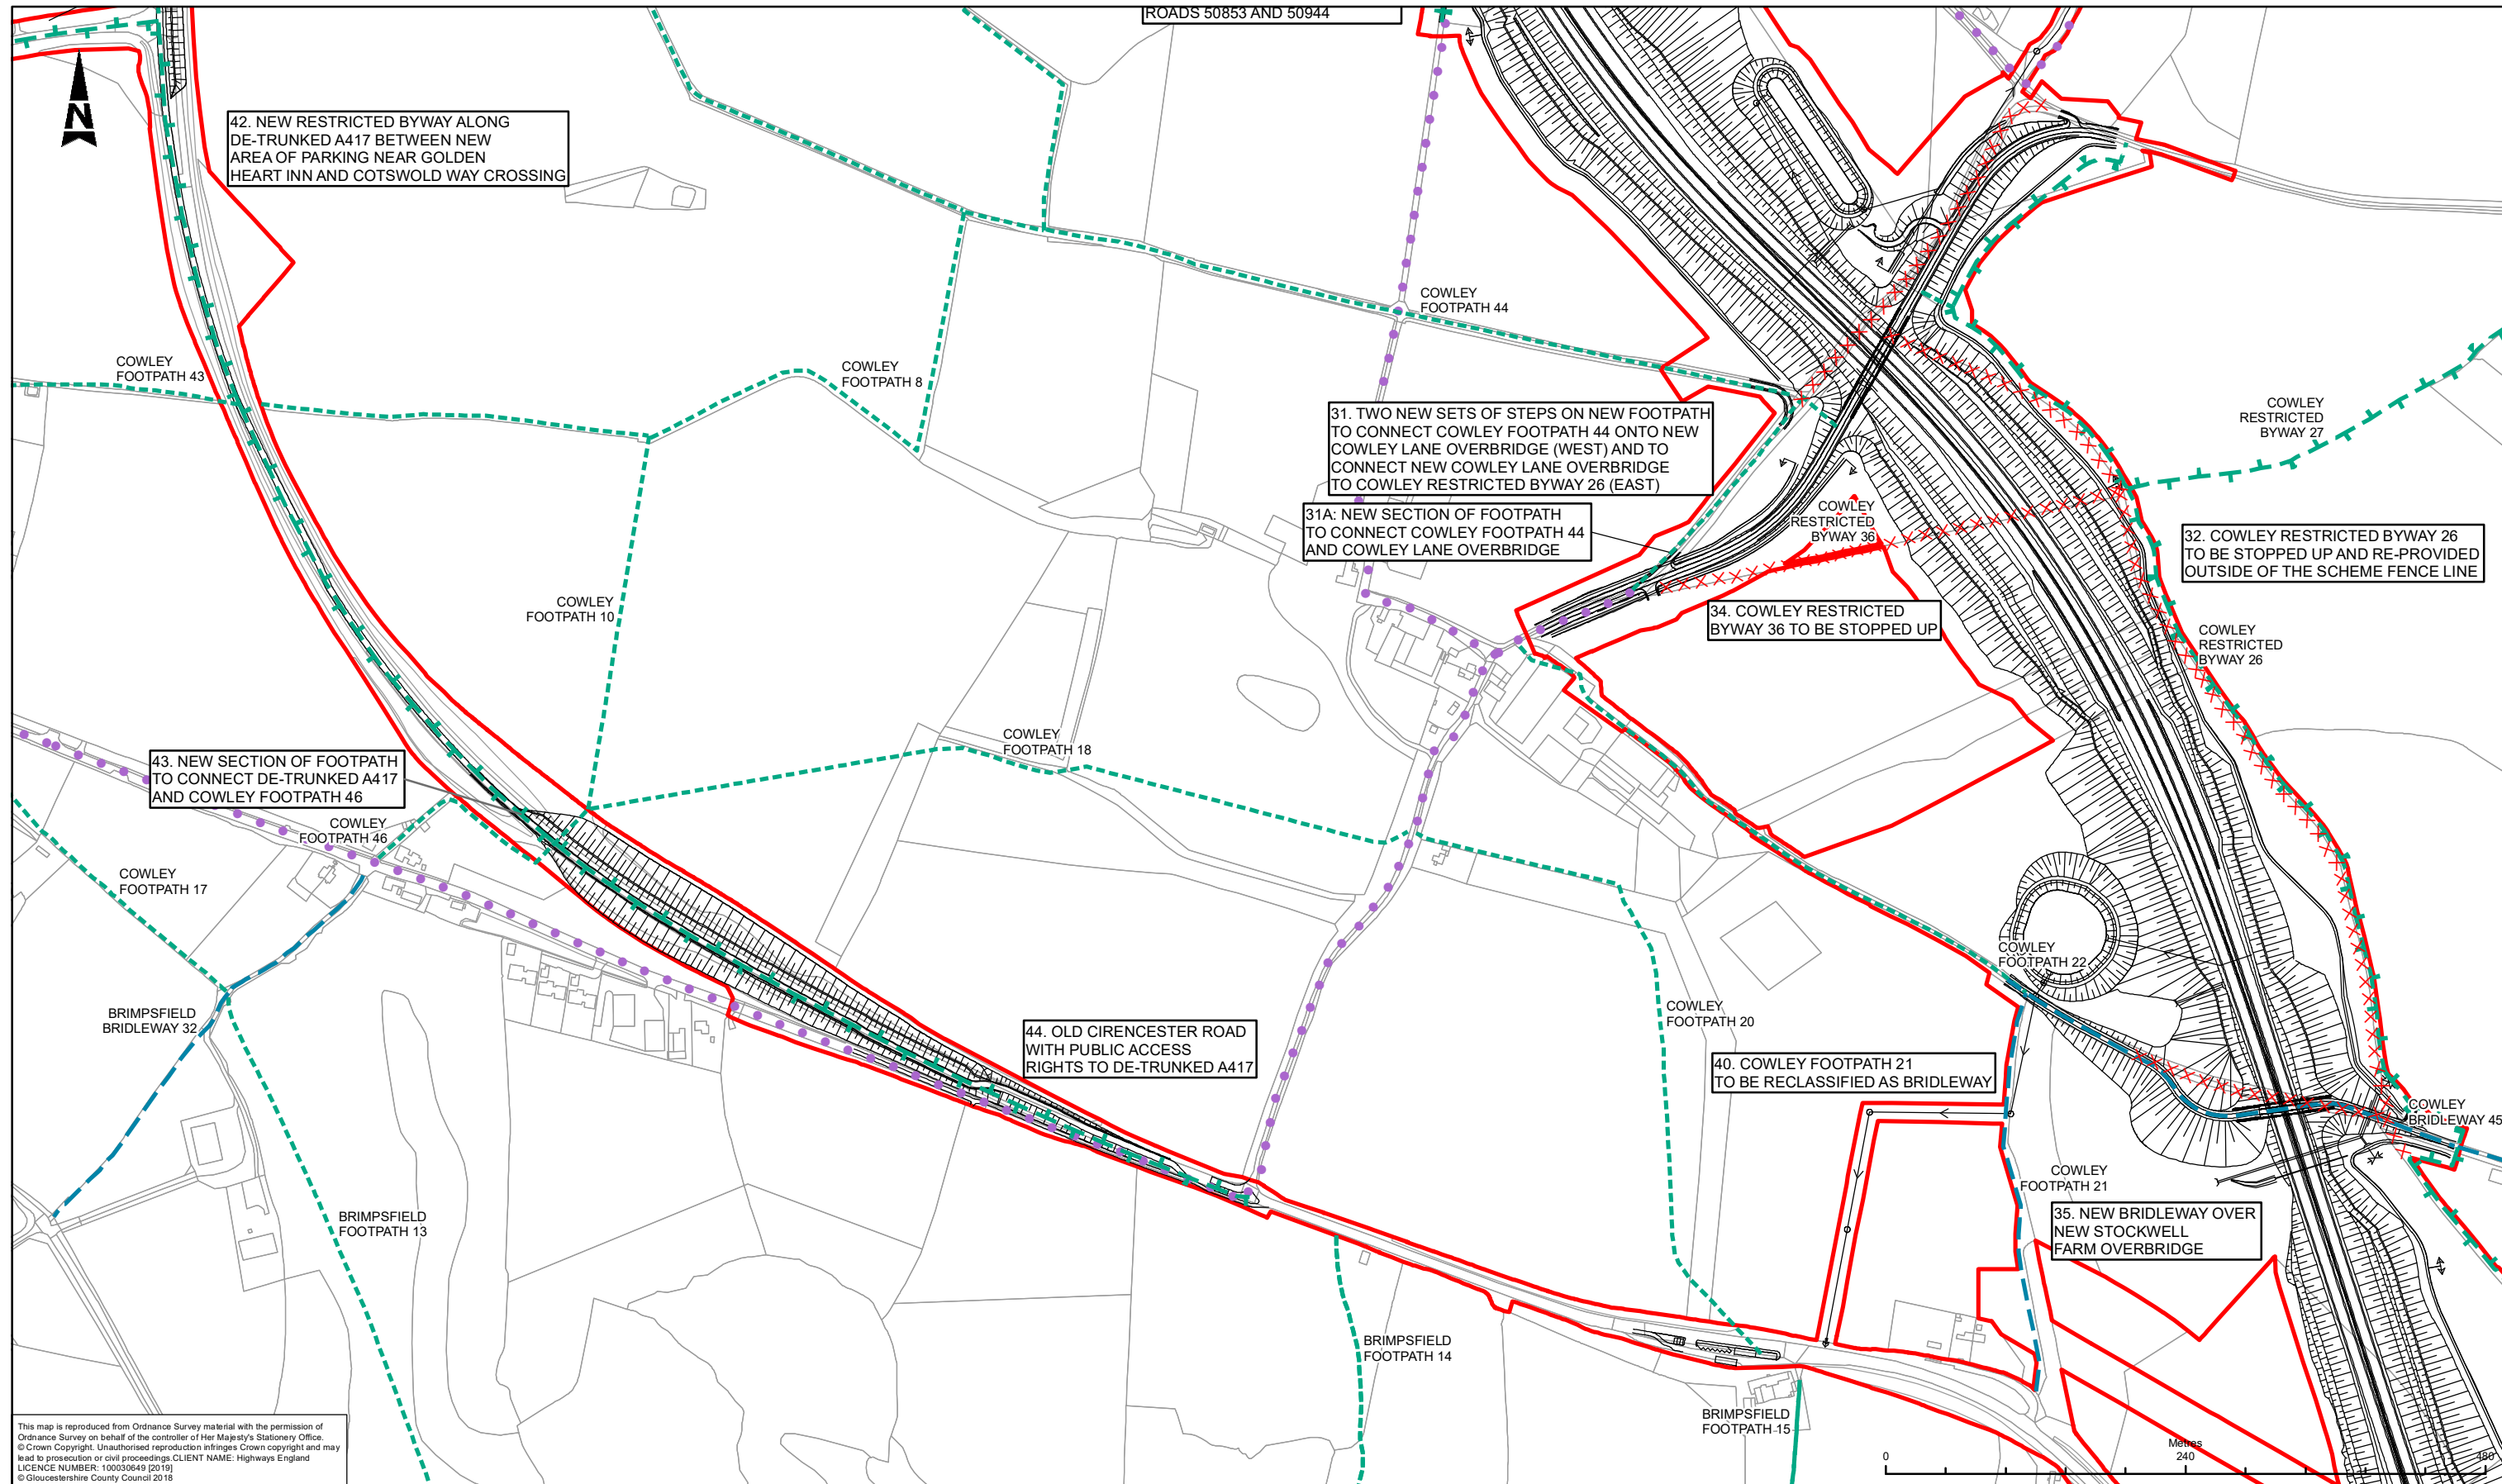 ROADS 50853 AND 50944
N
42. NEW RESTRICTED BYWAY ALONG
DE-TRUNKED A417 BETWEEN NEW
AREA OF PARKING NEAR GOLDEN
HEART INN AND COTSWOLD WAY CROSSING
COWLEY
FOOTPATH 44
COWLEY
FOOTPATH 43
COWLEY
FOOTPATH 8
31. TWO NEW SETS OF STEPS ON NEW FOOTPATH
TO CONNECT COWLEY FOOTPATH 44 ONTO NEW
COWLEY LANE OVERBRIDGE (WEST) AND TO
CONNECT NEW COWLEY LANE OVERBRIDGE
TO COWLEY RESTRICTED BYWAY 26 (EAST)
COWLEY
RESTRICTED
BYWAY 27
31A: NEW SECTION OF FOOTPATH
TO CONNECT COWLEY FOOTPATH 44
AND COWLEY LANE OVERBRIDGE
COWLEY
RESTRICTED
BYWAY 36
32. COWLEY RESTRICTED BYWAY 26
TO BE STOPPED UP AND RE-PROVIDED
OUTSIDE OF THE SCHEME FENCE LINE
COWLEY
FOOTPATH 10
34. COWLEY RESTRICTED
BYWAY 36 TO BE STOPPED UP
COWLEY
RESTRICTED
BYWAY 26
COWLEY
FOOTPATH 18
43. NEW SECTION OF FOOTPATH
TO CONNECT DE-TRUNKED A417
AND COWLEY FOOTPATH 46
COWLEY
FOOTPATH 46
COWLEY
FOOTPATH 17
COWLEY
FOOTPATH 22
BRIMPSFIELD
BRIDLEWAY 32
COWLEY
FOOTPATH 20
44. OLD CIRENCESTER ROAD
WITH PUBLIC ACCESS
RIGHTS TO DE-TRUNKED A417
40. COWLEY FOOTPATH 21
TO BE RECLASSIFIED AS BRIDLEWAY
COWLEY
BRIDLEWAY 45
COWLEY
FOOTPATH 21
BRIMPSFIELD
FOOTPATH 13
35. NEW BRIDLEWAY OVER
NEW STOCKWELL
FARM OVERBRIDGE
BRIMPSFIELD
FOOTPATH 14
BRIMPSFIELD
FOOTPATH 15
Metres
0 240 480
This map is reproduced from Ordnance Survey material with the permission of
Ordnance Survey on behalf of the controller of Her Majesty's Stationery Office.
© Crown Copyright. Unauthorised reproduction infringes Crown copyright and may
lead to prosecution or civil proceedings.CLIENT NAME: Highways England
LICENCE NUMBER: 100030649 [2019]
© Gloucestershire County Council 2018